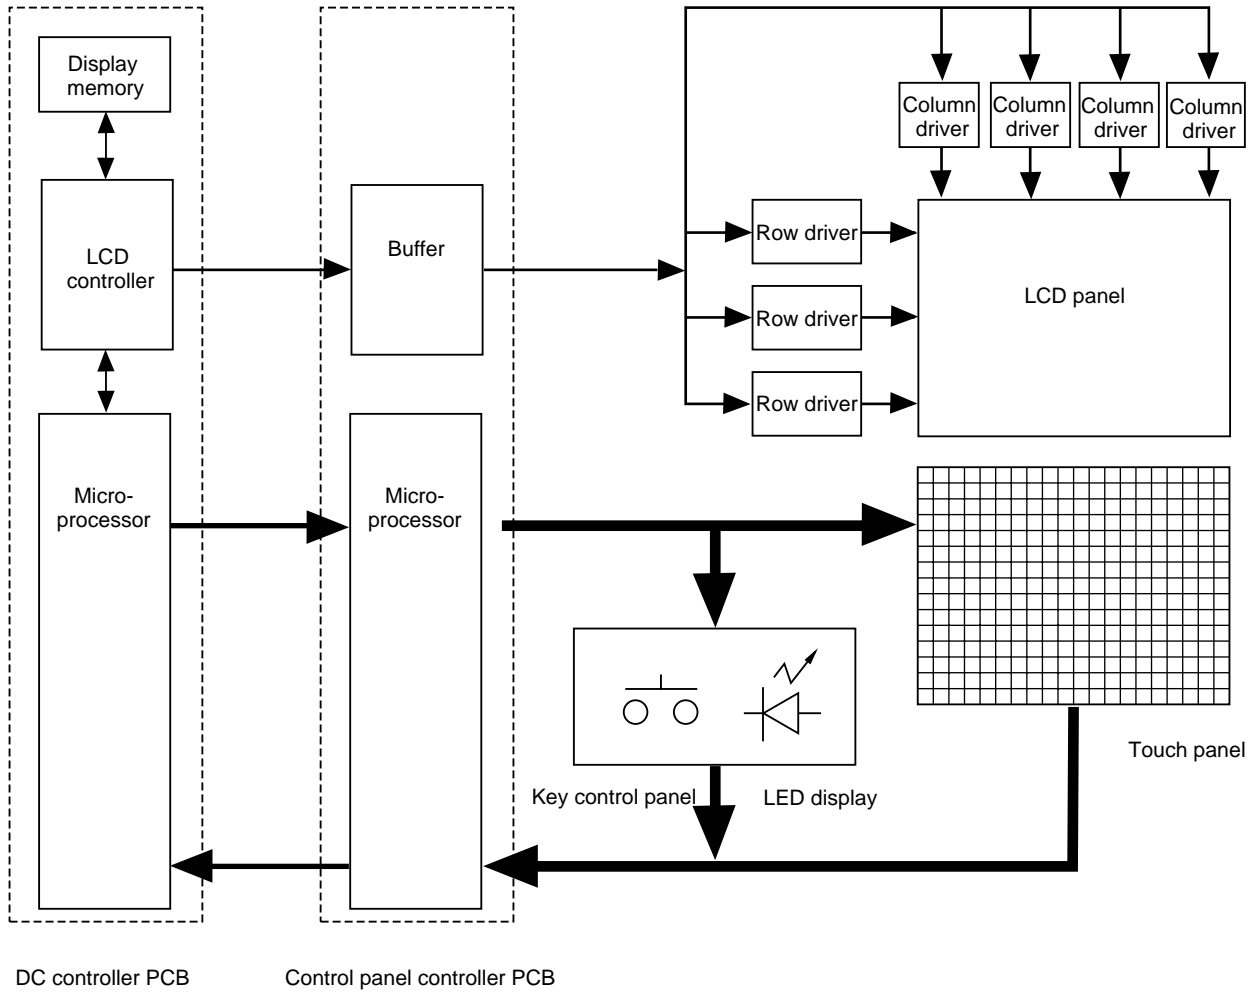 Display
memory
LCD
controller
Micro-
processor
DC controller PCB
Buffer
Micro-
processor
Control panel controller PCB
Column
driver
Column
driver
Column
driver
Column
driver
Row driver
Row driver
Row driver
LCD panel
Key control panel
LED display
Touch panel